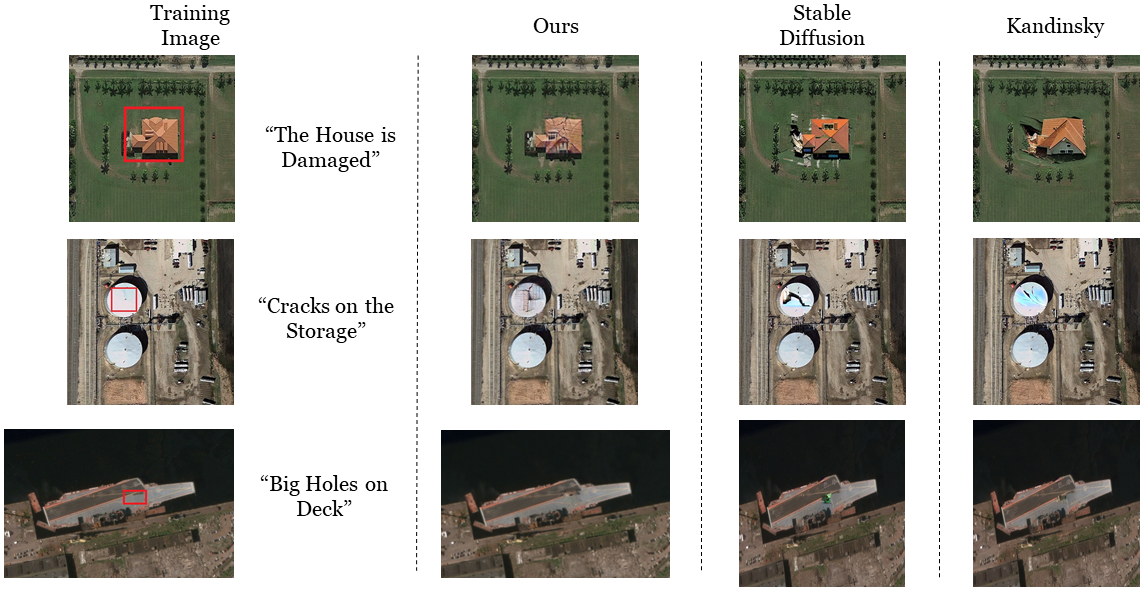 Training
Image
Ours
Stable
Diffusion
Kandinsky
“The House is
Damaged”
“Cracks on the
Storage”
“Big Holes on
Deck”